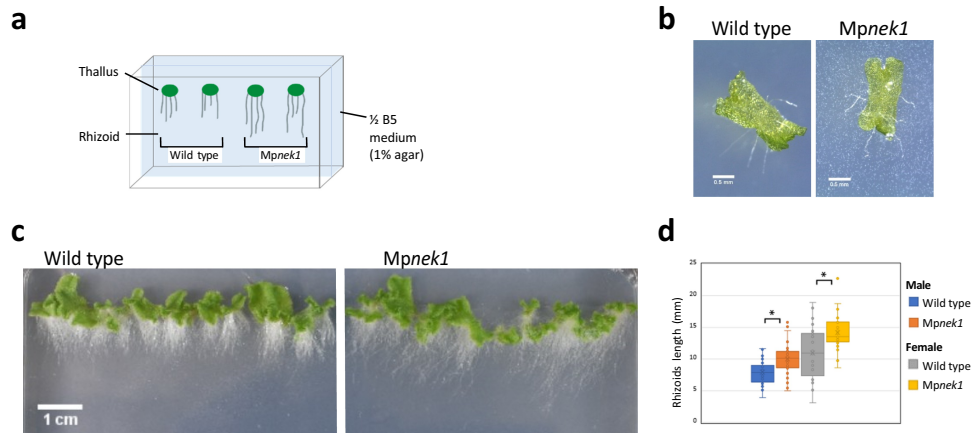 a
Thallus
Rhizoid
Wild type
Mpnek1
½ B5
medium
(1% agar)
b
Wild type
Mpnek1
0.5 mm
0.5 mm
c
Wild type
Mpnek1
1 cm
d
Rhizoids length (mm)
25
20
15
10
5
0
*
*
Male
Wild type
Mpnek1
Female
Wild type
Mpnek1